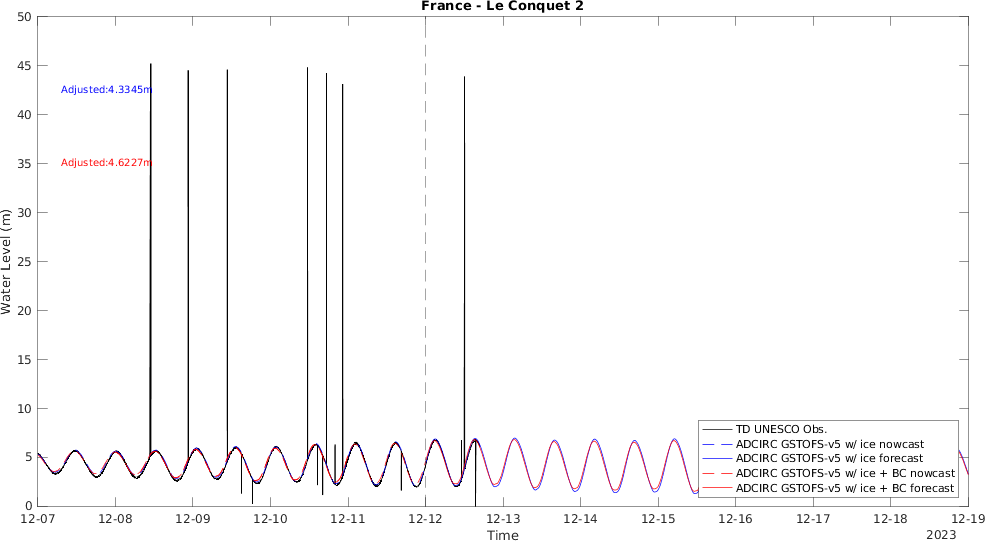 France - Le Conquet 2
50
45
40
35
30
25
20
15
10
5
0
Water Level (m)
Adjusted:4.3345m
Adjusted:4.6227m
TD UNESCO Obs.
ADCIRC GSTOFS-v5 w/ ice nowcast
ADCIRC GSTOFS-v5 w/ ice forecast
ADCIRC GSTOFS-v5 w/ ice + BC nowcast
ADCIRC GSTOFS-v5 w/ ice + BC forecast
12-07 12-08 12-09 12-10 12-11 12-12 12-13 12-14 12-15 12-16 12-17 12-18 12-19
Time
2023